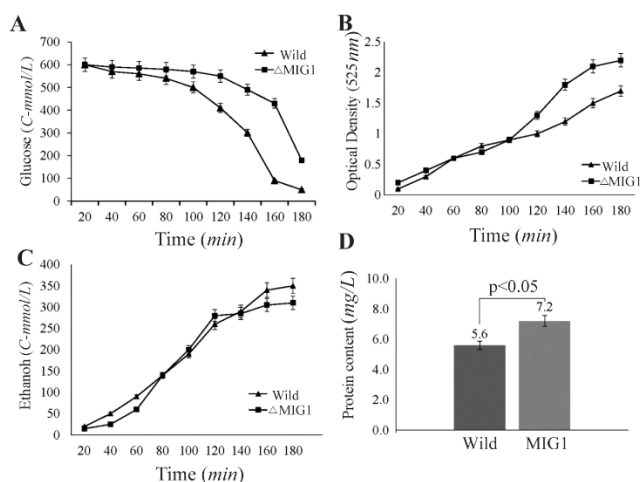 A
700
600
500
400
300
200
100
0
Glucose (C-mmol/L)
Wild
△MIG1
20 40 60 80 100 120 140 160 180
Time (min)
B
2.5
2
1.5
1
0.5
0
Optical Density (525nm)
Wild
△MIG1
20 40 60 80 100 120 140 160 180
Time (min)
C
400
350
300
250
200
150
100
50
0
Ethanoh (C-mmol/L)
Wild
△MIG1
20 40 60 80 100 120 140 160 180
Time (min)
D
10.0
8.0
6.0
4.0
2.0
0.0
Protein content (mg/L)
p<0.05
5.6
7.2
Wild MIG1